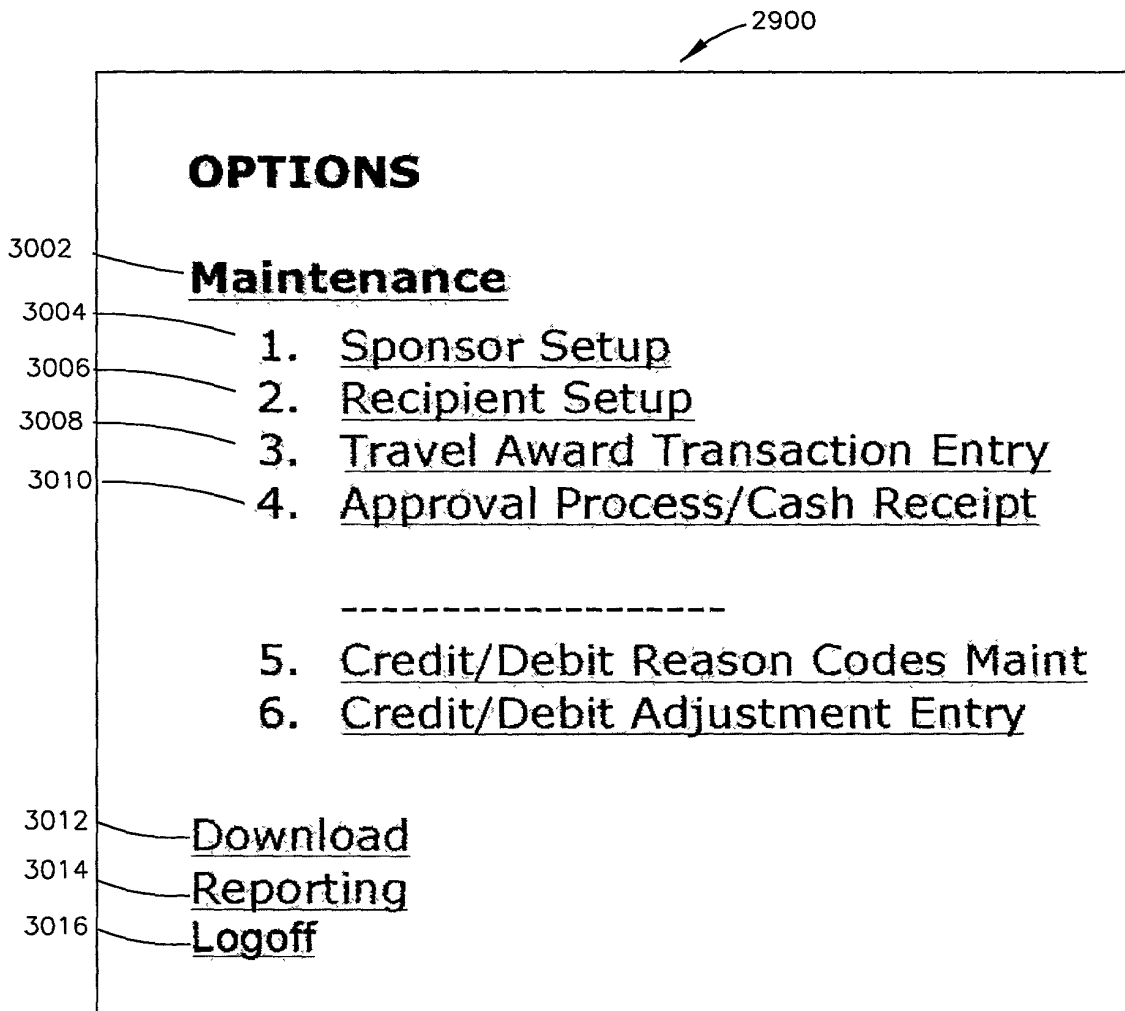 2900
OPTIONS
3002
Maintenance
3004
1. Sponsor Setup
3006
2. Recipient Setup
3008
3. Travel Award Transaction Entry
3010
4. Approval Process/Cash Receipt
-------------------
5. Credit/Debit Reason Codes Maint
6. Credit/Debit Adjustment Entry
3012
Download
3014
Reporting
3016
Logoff